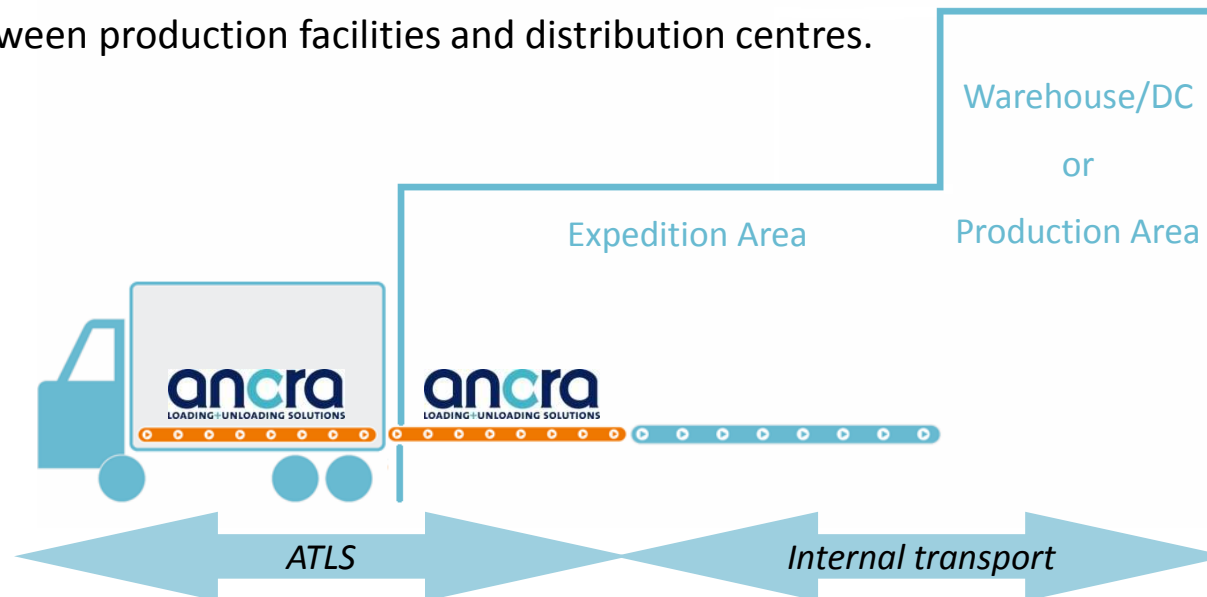 ween production facilities and distribution centres.
Warehouse/DC
or
Production Area
Expedition Area
ancra
LOADING+UNLOADING SOLUTIONS
ancra
LOADING+UNLOADING SOLUTIONS
ATLS
Internal transport